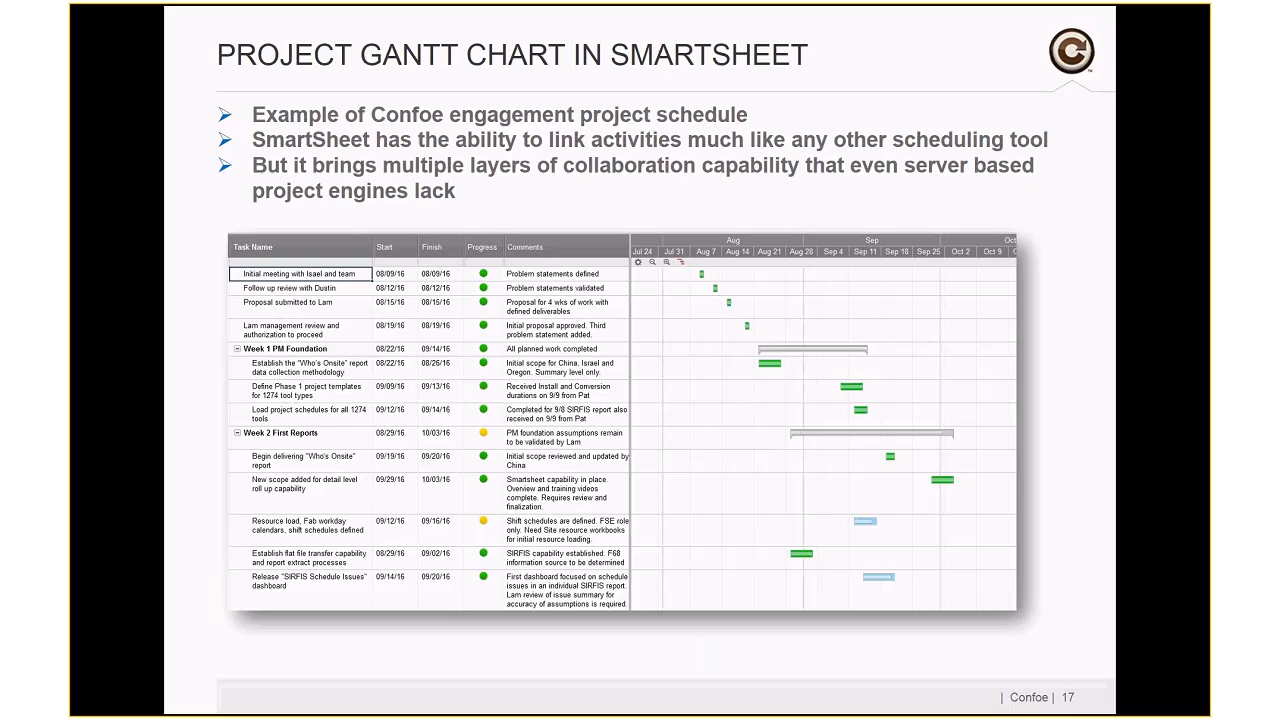 PROJECT GANTT CHART IN SMARTSHEET
C
Example of Confoe engagement project schedule
SmartSheet has the ability to link activities much like any other scheduling tool
But it brings multiple layers of collaboration capability that even server based
project engines lack
Task Name Start Finish Progress Comments
Aug Sep Oct
Jul 24 Jul 31 Aug 7 Aug 14 Aug 21 Aug 28 Sep 4 Sep 11 Sep 18 Sep 25 Oct 2 Oct 9
Initial meeting with Isael and team 08/09/16 08/09/16 Problem statements defined
Follow up review with Dustin 08/12/16 08/12/16 Problem statements validated
Proposal submitted to Lam 08/15/16 08/15/16 Proposal for 4 wks of work with
defined deliverables
Lam management review and 08/19/16 08/19/16 Initial proposal approved. Third
authorization to proceed problem statement added.
Week 1 PM Foundation 08/22/16 09/14/16 All planned work completed
Establish the "Who's Onsite" report 08/22/16 08/26/16 Initial scope for China, Israel and
data collection methodology Oregon. Summary level only.
Define Phase 1 project templates 09/09/16 09/13/16 Received Install and Conversion
for 1274 tool types durations on 9/9 from Pat
Load project schedules for all 1274 09/12/16 09/14/16 Completed for 9/8 SIRFIS report also
tools received on 9/9 from Pat
Week 2 First Reports 08/29/16 10/03/16 PM foundation assumptions remain
to be validated by Lam
Begin delivering "Who's Onsite" 09/19/16 09/20/16 Initial scope reviewed and updated by
report China
New scope added for detail level 09/29/16 10/03/16 Smartsheet capability in place.
roll up capability Overview and training videos
complete. Requires review and
finalization.
Resource load, Fab workday 09/12/16 09/16/16 Shift schedules are defined. FSE role
calendars, shift schedules defined only. Need Site resource workbooks
for initial resource loading.
Establish flat file transfer capability 08/29/16 09/02/16 SIRFIS capability established. F68
and report extract processes information source to be determined
Release "SIRFIS Schedule Issues" 09/14/16 09/20/16 First dashboard focused on schedule
dashboard issues in an individual SIRFIS report.
Lam review of issue summary for
accuracy of assumptions is required.
| Confoe | 17